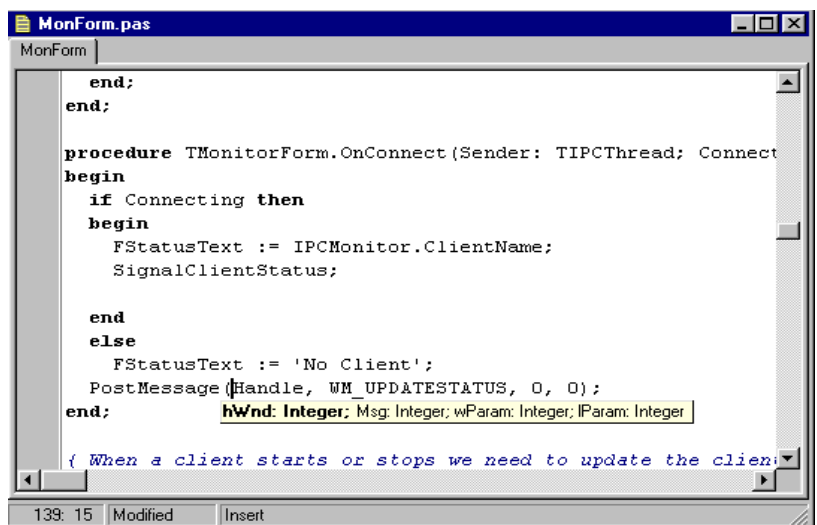 MonForm.pas
MonForm
end;
end;
procedure TMonitorForm.OnConnect(Sender: TIPCThread; Connect
begin
if Connecting then
begin
FStatusText := IPCMonitor.ClientName;
SignalClientStatus;
end
else
FStatusText := 'No Client';
PostMessage(Handle, WM_UPDATESTATUS, 0, 0);
end;
hWnd: Integer; Msg: Integer; wParam: Integer; lParam: Integer
{ When a client starts or stops we need to update the clien
139: 15 Modified Insert